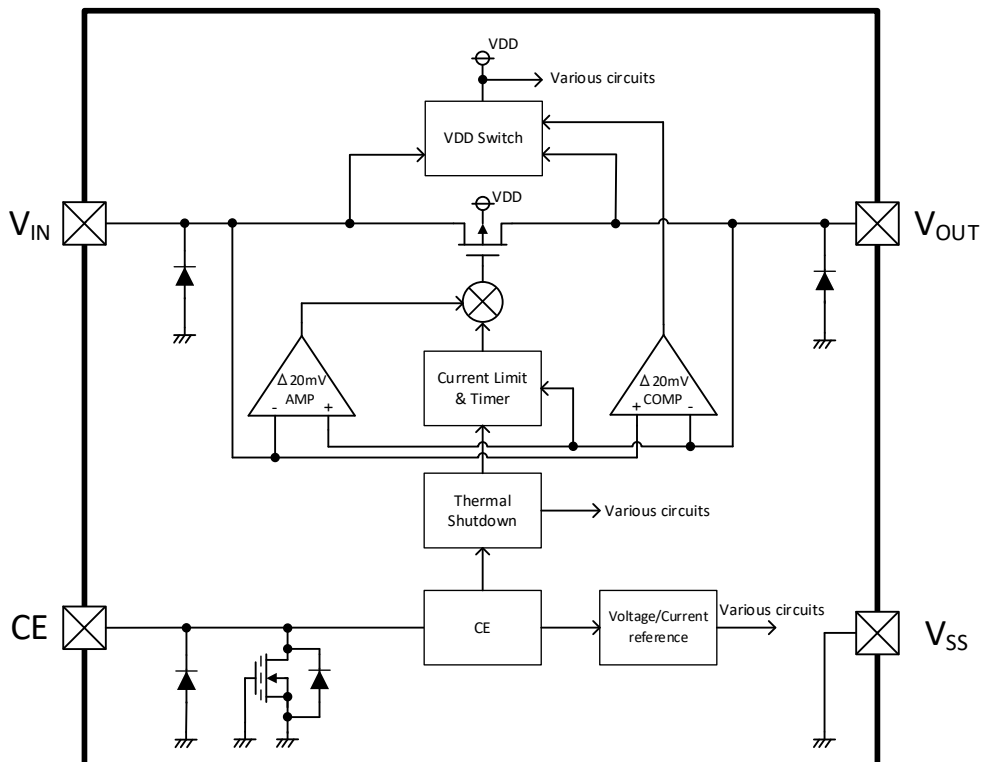 VDD
Various circuits
VDD Switch
VDD
VIN
VOUT
Δ20mV
AMP
- +
Current Limit
& Timer
Δ20mV
COMP
+ -
Thermal
Shutdown
Various circuits
CE
CE
Voltage/Current
reference
Various circuits
VSS